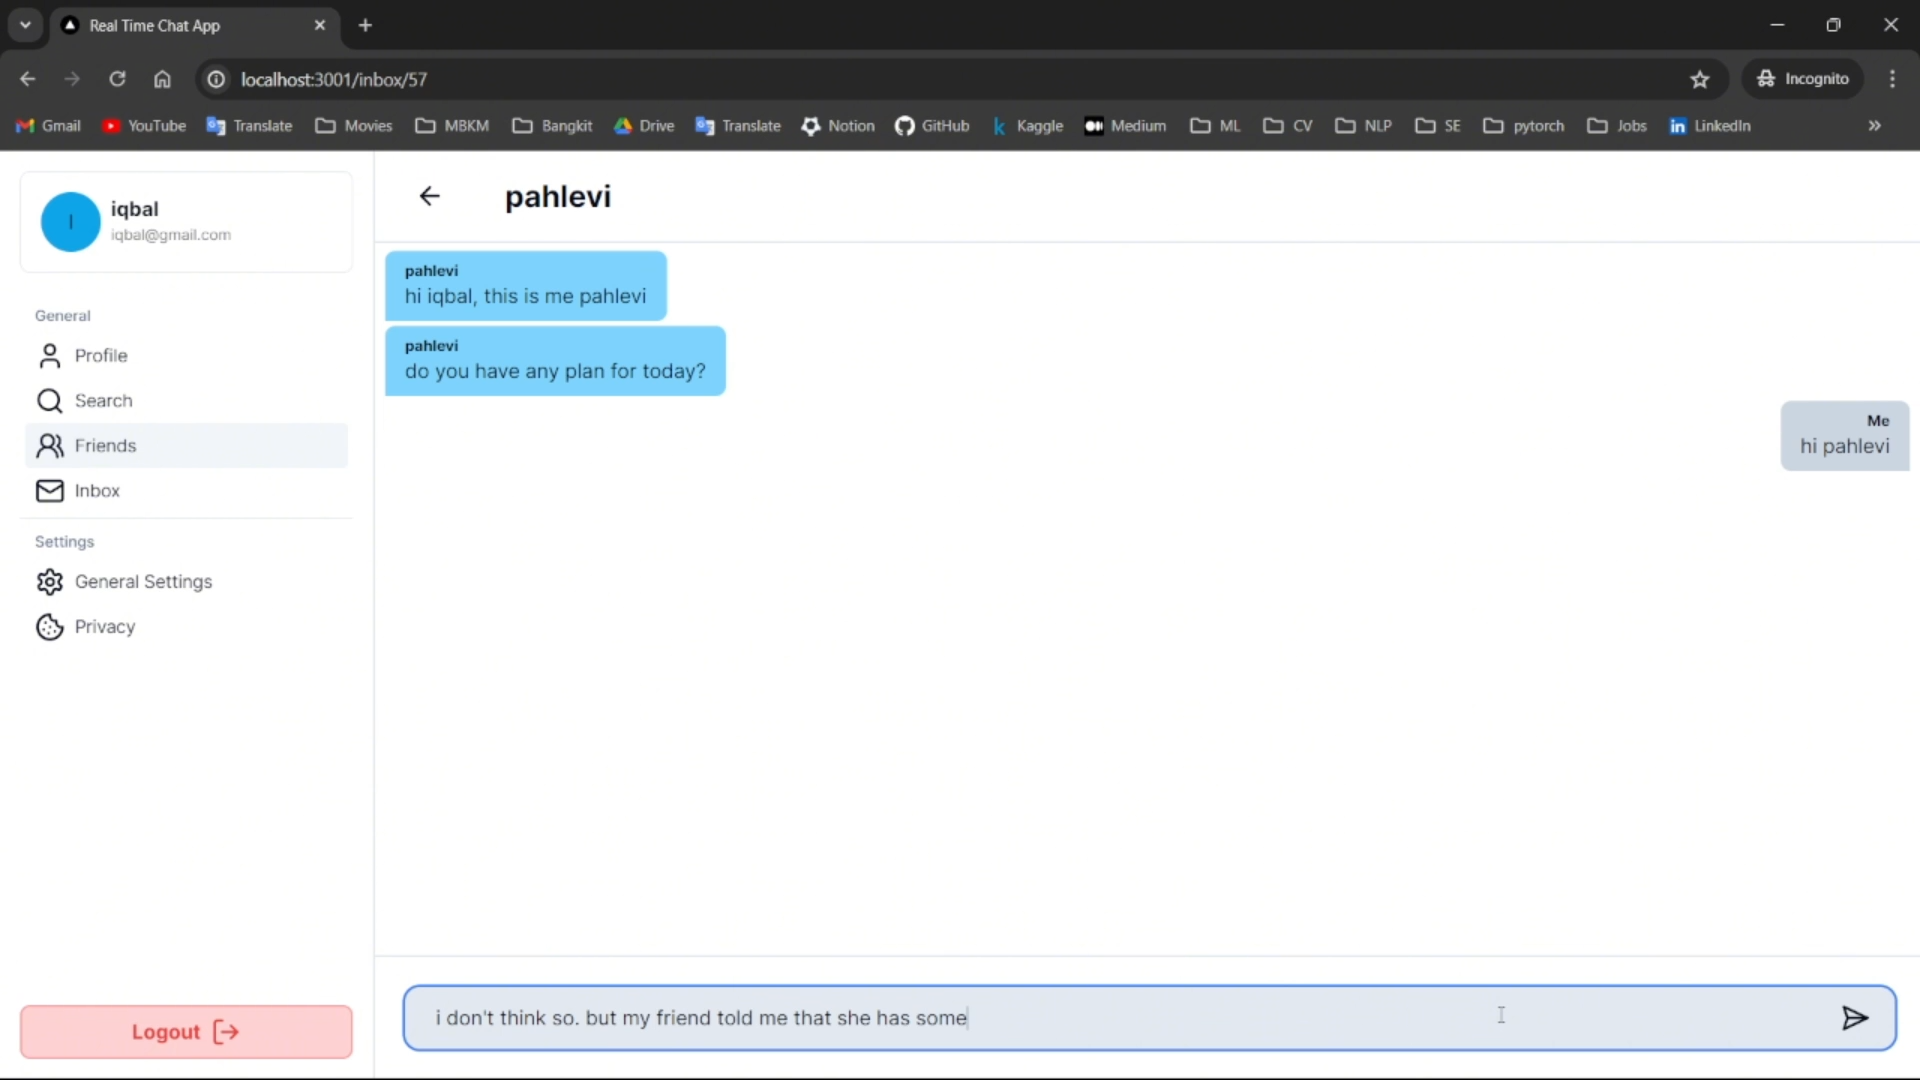 Real Time Chat App
localhost:3001/inbox/57
Incognito
Gmail YouTube Translate Movies MBKM Bangkit Drive Translate Notion GitHub Kaggle Medium ML CV NLP SE pytorch Jobs LinkedIn »
I
iqbal
iqbal@gmail.com
General
Profile
Search
Friends
Inbox
Settings
General Settings
Privacy
Logout
pahlevi
pahlevi
hi iqbal, this is me pahlevi
pahlevi
do you have any plan for today?
Me
hi pahlevi
i don't think so. but my friend told me that she has some